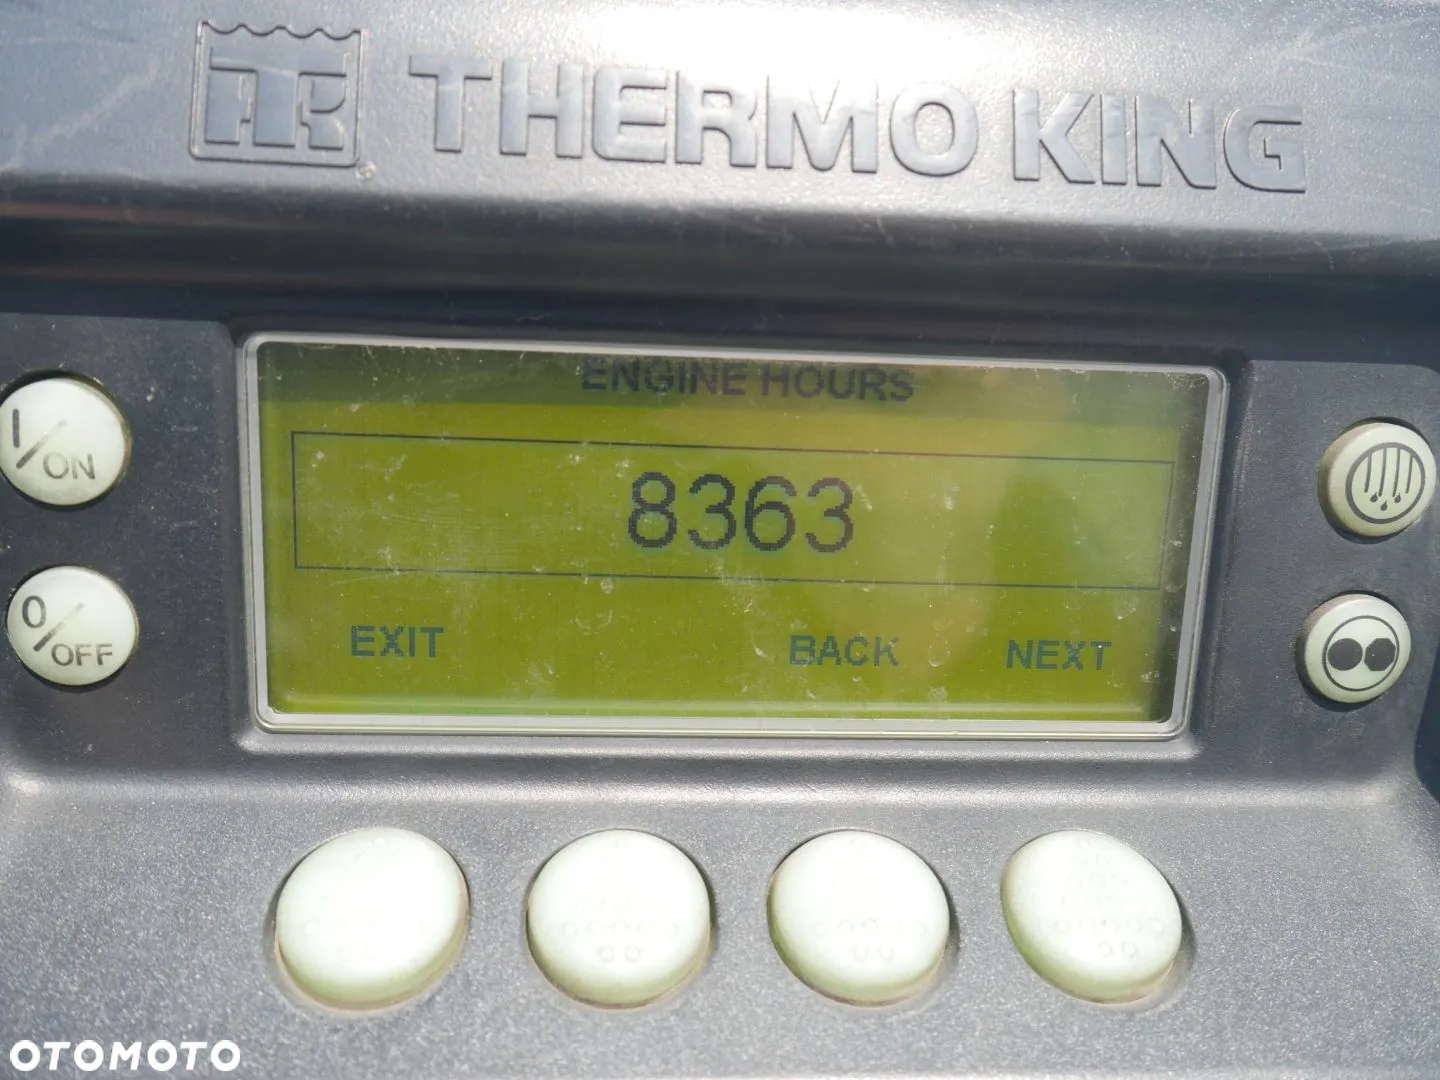 THERMO KING
ENGINE HOURS
8363
EXIT BACK NEXT
I/ON
0/OFF
OTOMOTO